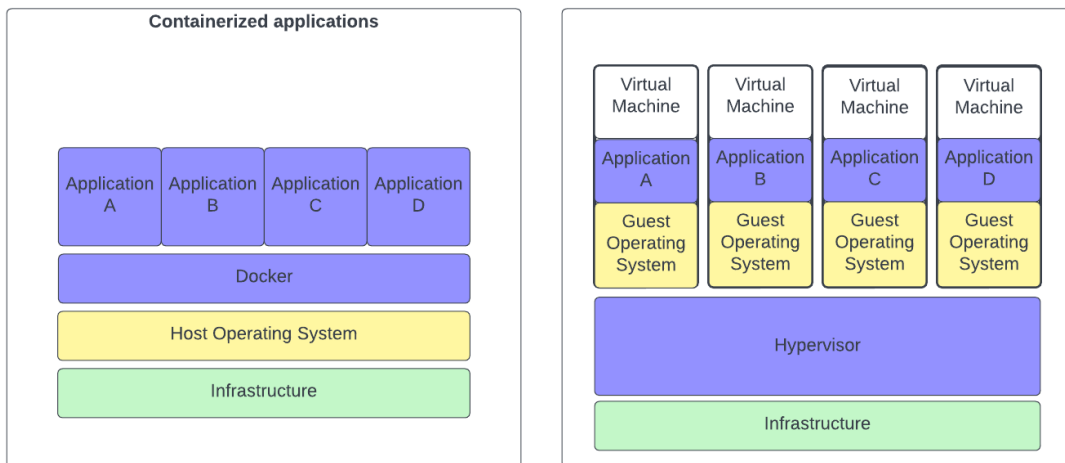 Containerized applications
Application
A
Application
B
Application
C
Application
D
Docker
Host Operating System
Infrastructure
Virtual
Machine
Application
A
Guest
Operating
System
Virtual
Machine
Application
B
Guest
Operating
System
Virtual
Machine
Application
C
Guest
Operating
System
Virtual
Machine
Application
D
Guest
Operating
System
Hypervisor
Infrastructure